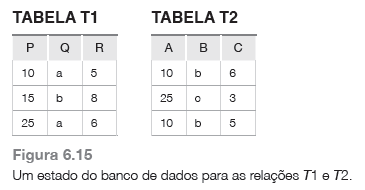 TABELA T1
P Q R
10 a 5
15 b 8
25 a 6
TABELA T2
A B C
10 b 6
25 c 3
10 b 5
Figura 6.15
Um estado do banco de dados para as relações T1 e T2.